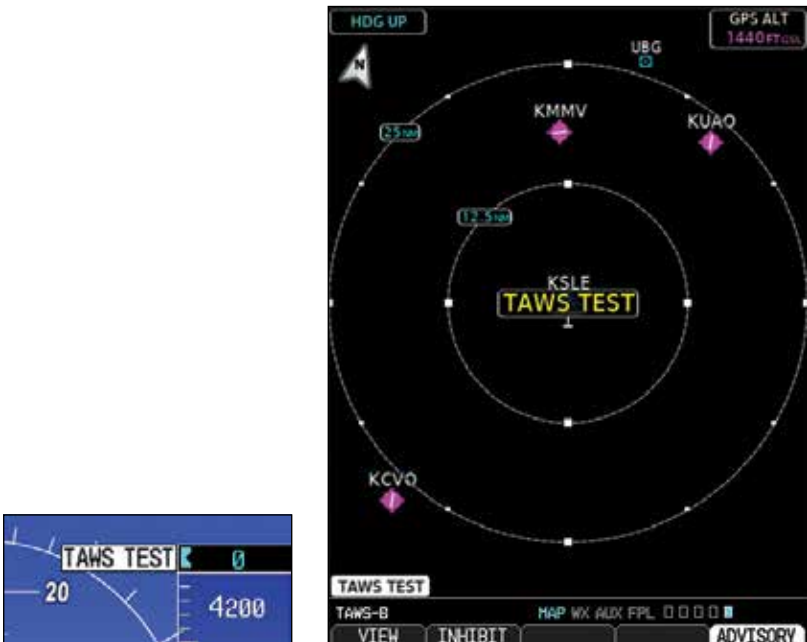 HDG UP
GPS ALT
1440FT GSL
UBG
KMMV
KUAO
25NM
12.5NM
KSLE
TAWS TEST
KCVO
TAWS TEST
TAWS-B
MAP WX AUX FPL
VIEW
INHIBIT
ADVISORY
TAWS TEST
0
20
4200
N